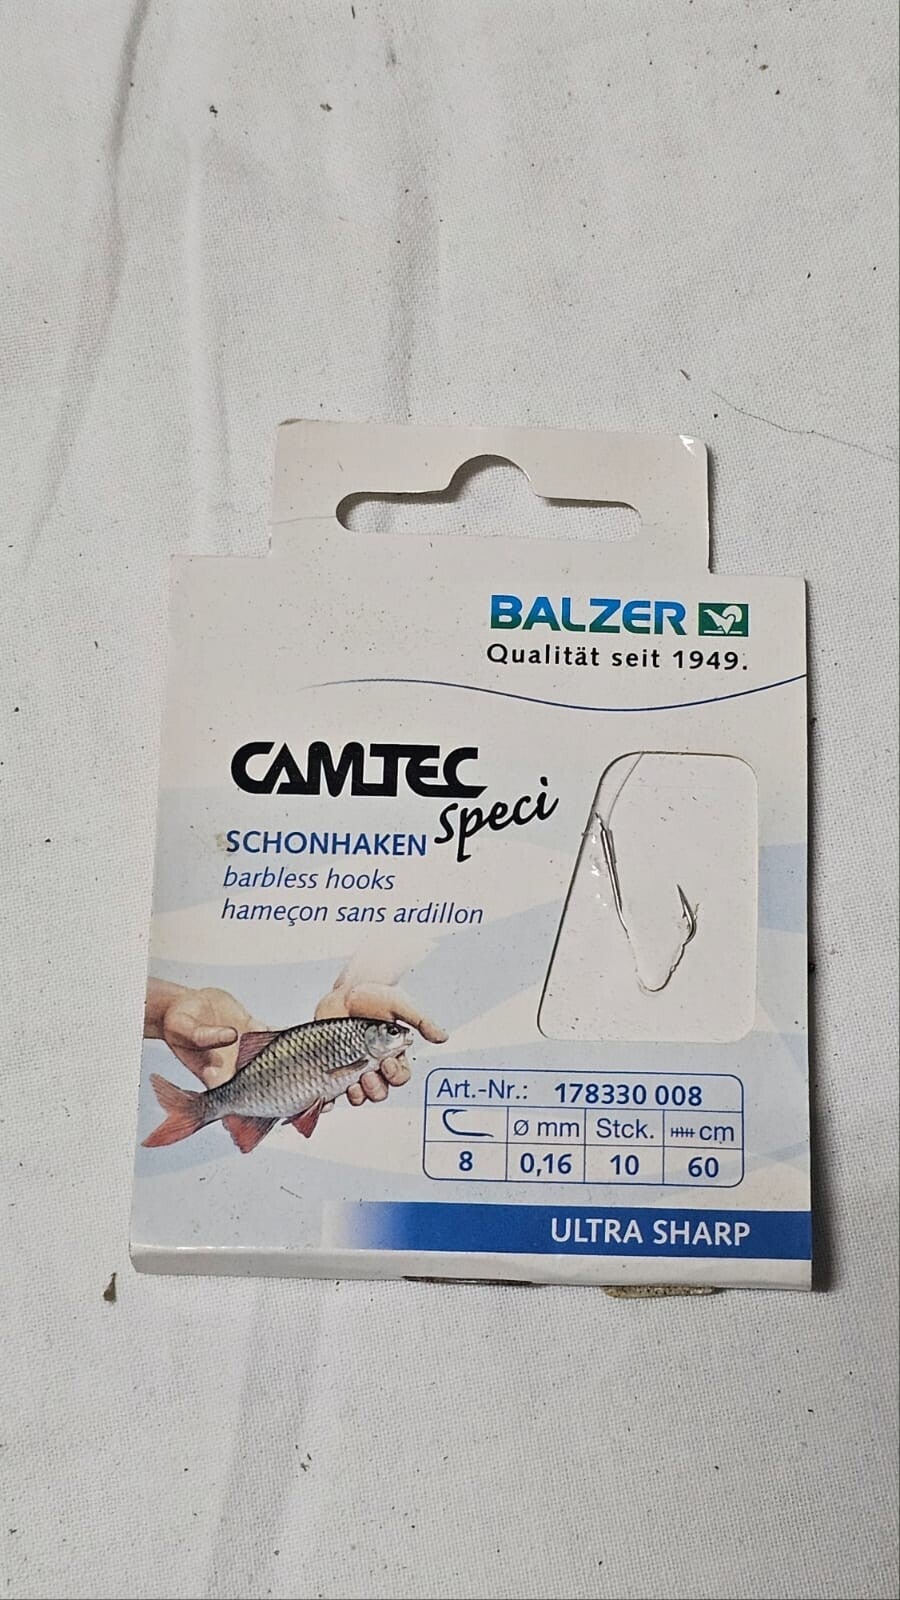 BALZER
Qualität seit 1949.
CAMTEC
speci
SCHONHAKEN
barbless hooks
hameçon sans ardillon
Art.-Nr.: 178330 008
Ø mm Stck. cm
8 0,16 10 60
ULTRA SHARP